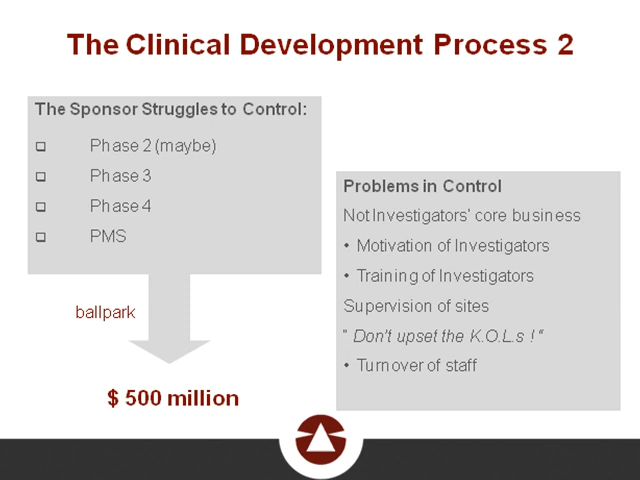 The Clinical Development Process 2
The Sponsor Struggles to Control:
❑ Phase 2 (maybe)
❑ Phase 3
❑ Phase 4
❑ PMS
ballpark
$ 500 million
Problems in Control
Not Investigators’ core business
• Motivation of Investigators
• Training of Investigators
Supervision of sites
“ Don’t upset the K.O.L.s ! “
• Turnover of staff